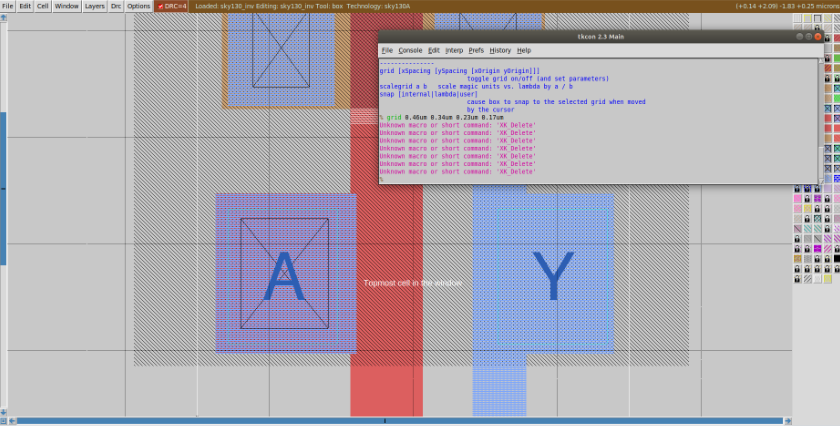 File Edit Cell Window Layers Drc Options DRC=4 Loaded: sky130_inv Editing: sky130_inv Tool: box Technology: sky130A (+0.14 +2.09) -1.83 +0.25 microns
tkcon 2.3 Main
File Console Edit Interp Prefs History Help
---------------
grid [xSpacing [ySpacing [xOrigin yOrigin]]]
toggle grid on/off (and set parameters)
scalegrid a b scale magic units vs. lambda by a / b
snap [internal|lambda|user]
cause box to snap to the selected grid when moved
by the cursor
% grid 0.46um 0.34um 0.23um 0.17um
Unknown macro or short command: 'XK_Delete'
Unknown macro or short command: 'XK_Delete'
Unknown macro or short command: 'XK_Delete'
Unknown macro or short command: 'XK_Delete'
Unknown macro or short command: 'XK_Delete'
Unknown macro or short command: 'XK_Delete'
Unknown macro or short command: 'XK_Delete'
%
A
Y
Topmost cell in the window